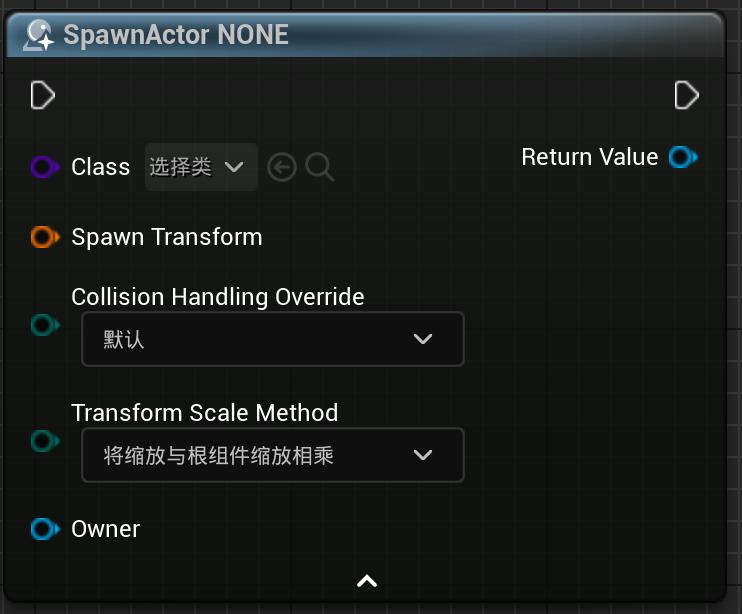 SpawnActor NONE
Class 选择类
Return Value
Spawn Transform
Collision Handling Override
默认
Transform Scale Method
将缩放与根组件缩放相乘
Owner